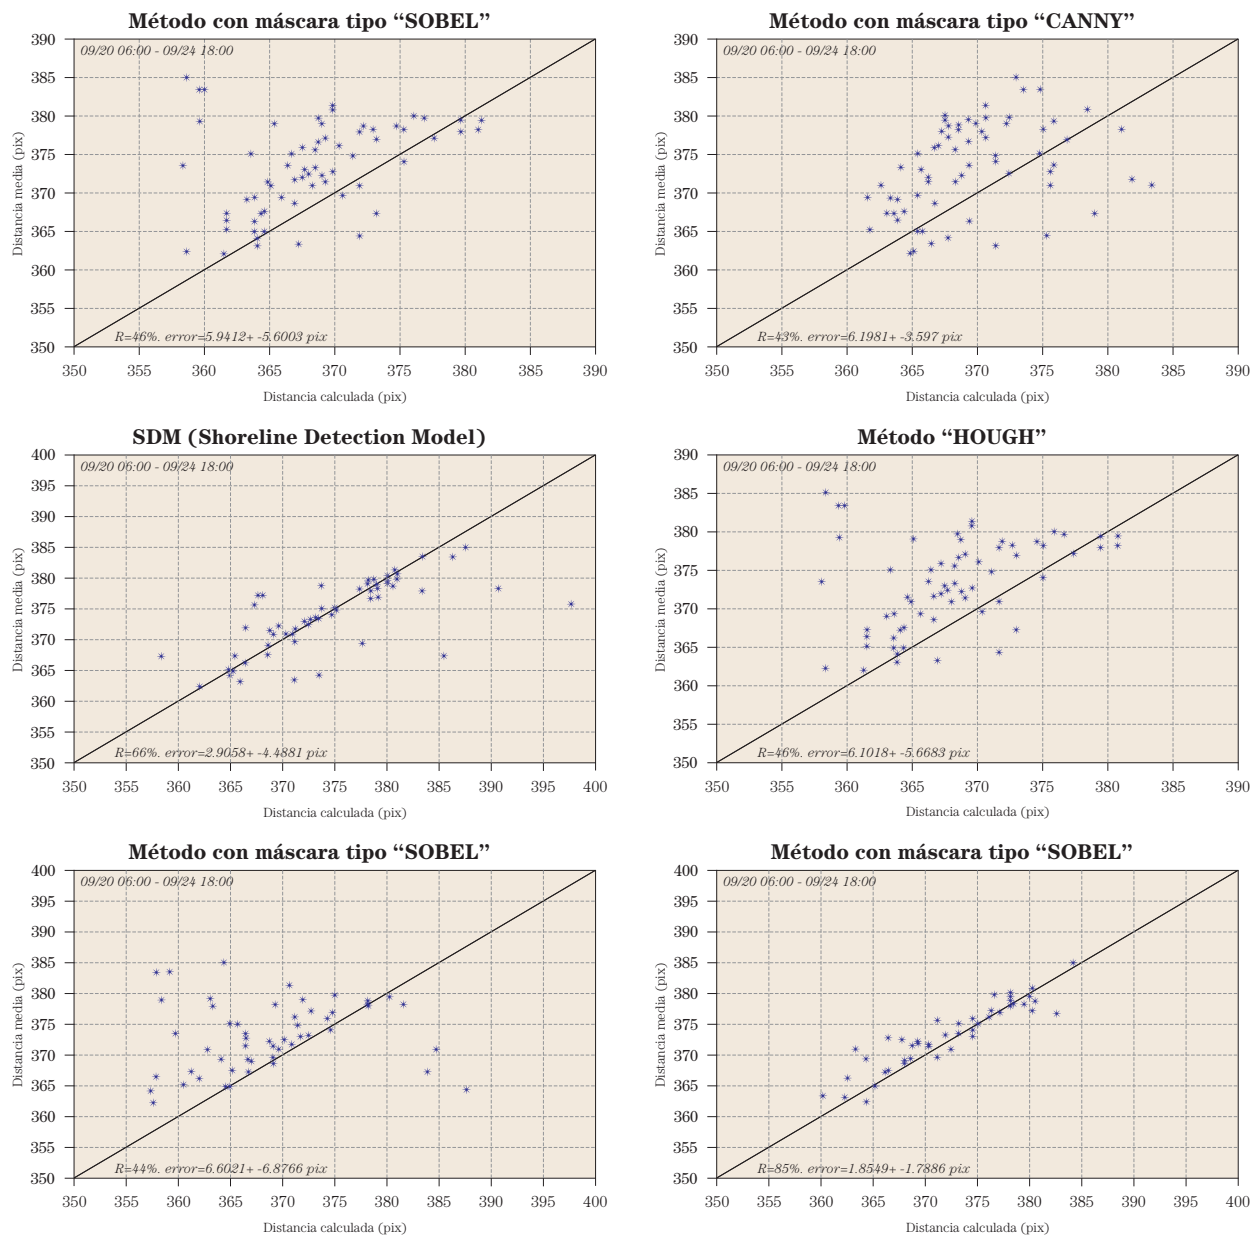 Método con máscara tipo “SOBEL”
390
385
380
375
370
365
360
355
350
Distancia media (pix)
09/20 06:00 - 09/24 18:00
R=46%. error=5.9412+ -5.6003 pix
350 355 360 365 370 375 380 385 390
Distancia calculada (pix)
Método con máscara tipo “CANNY”
390
385
380
375
370
365
360
355
350
Distancia media (pix)
09/20 06:00 - 09/24 18:00
R=43%. error=6.1981+ -3.597 pix
350 355 360 365 370 375 380 385 390
Distancia calculada (pix)
SDM (Shoreline Detection Model)
400
395
390
385
380
375
370
365
360
355
350
Distancia media (pix)
09/20 06:00 - 09/24 18:00
R=66%. error=2.9058+ -4.4881 pix
350 355 360 365 370 375 380 385 390 395 400
Distancia calculada (pix)
Método “HOUGH”
390
385
380
375
370
365
360
355
350
Distancia media (pix)
09/20 06:00 - 09/24 18:00
R=46%. error=6.1018+ -5.6683 pix
350 355 360 365 370 375 380 385 390
Distancia calculada (pix)
Método con máscara tipo “SOBEL”
400
395
390
385
380
375
370
365
360
355
350
Distancia media (pix)
09/20 06:00 - 09/24 18:00
R=44%. error=6.6021+ -6.8766 pix
350 355 360 365 370 375 380 385 390 395 400
Distancia calculada (pix)
Método con máscara tipo “SOBEL”
400
395
390
385
380
375
370
365
360
355
350
Distancia media (pix)
09/20 06:00 - 09/24 18:00
R=85%. error=1.8549+ -1.7886 pix
350 355 360 365 370 375 380 385 390 395 400
Distancia calculada (pix)